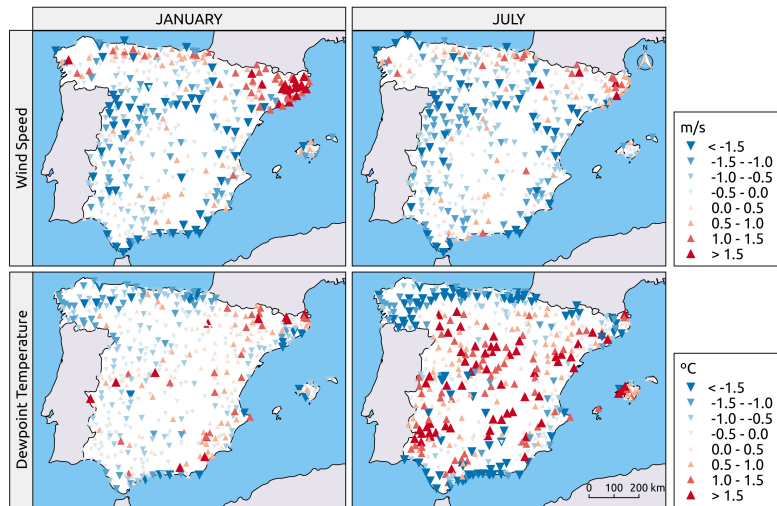 JANUARY
JULY
Wind Speed
N
m/s
< -1.5
-1.5 - -1.0
-1.0 - -0.5
-0.5 - 0.0
0.0 - 0.5
0.5 - 1.0
1.0 - 1.5
> 1.5
Dewpoint Temperature
ºC
< -1.5
-1.5 - -1.0
-1.0 - -0.5
-0.5 - 0.0
0.0 - 0.5
0.5 - 1.0
1.0 - 1.5
> 1.5
0 100 200 km